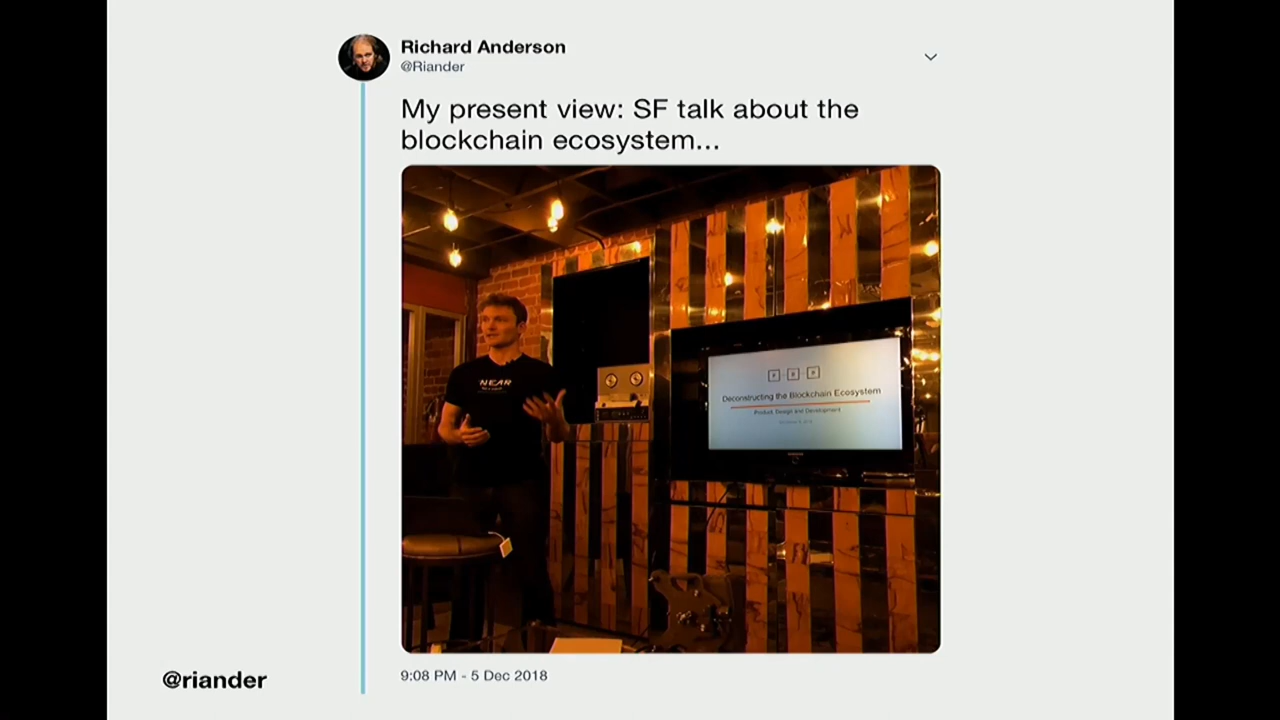 Richard Anderson
@Riander
My present view: SF talk about the
blockchain ecosystem...
NEAR
Deconstructing the Blockchain Ecosystem
Product Design and Development
9:08 PM - 5 Dec 2018
@riander